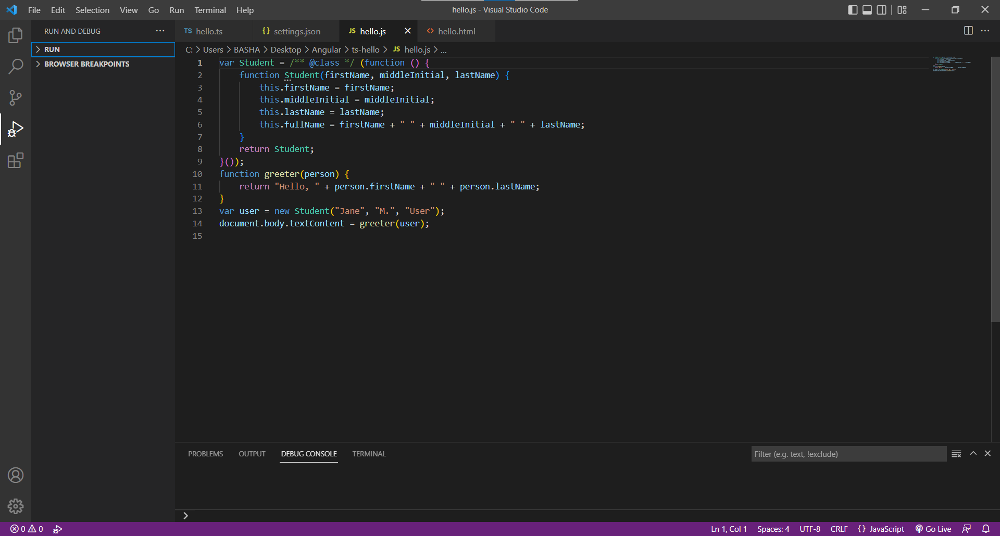 File Edit Selection View Go Run Terminal Help
hello.js - Visual Studio Code
RUN AND DEBUG
RUN
BROWSER BREAKPOINTS
TS hello.ts
{} settings.json
JS hello.js
<> hello.html
C: > Users > BASHA > Desktop > Angular > ts-hello > JS hello.js > ...
1 var Student = /** @class */ (function () {
2     function Student(firstName, middleInitial, lastName) {
3         this.firstName = firstName;
4         this.middleInitial = middleInitial;
5         this.lastName = lastName;
6         this.fullName = firstName + " " + middleInitial + " " + lastName;
7     }
8     return Student;
9 }());
10 function greeter(person) {
11     return "Hello, " + person.firstName + " " + person.lastName;
12 }
13 var user = new Student("Jane", "M.", "User");
14 document.body.textContent = greeter(user);
15
PROBLEMS OUTPUT DEBUG CONSOLE TERMINAL
Filter (e.g. text, !exclude)
0 0
Ln 1, Col 1 Spaces: 4 UTF-8 CRLF {} JavaScript Go Live